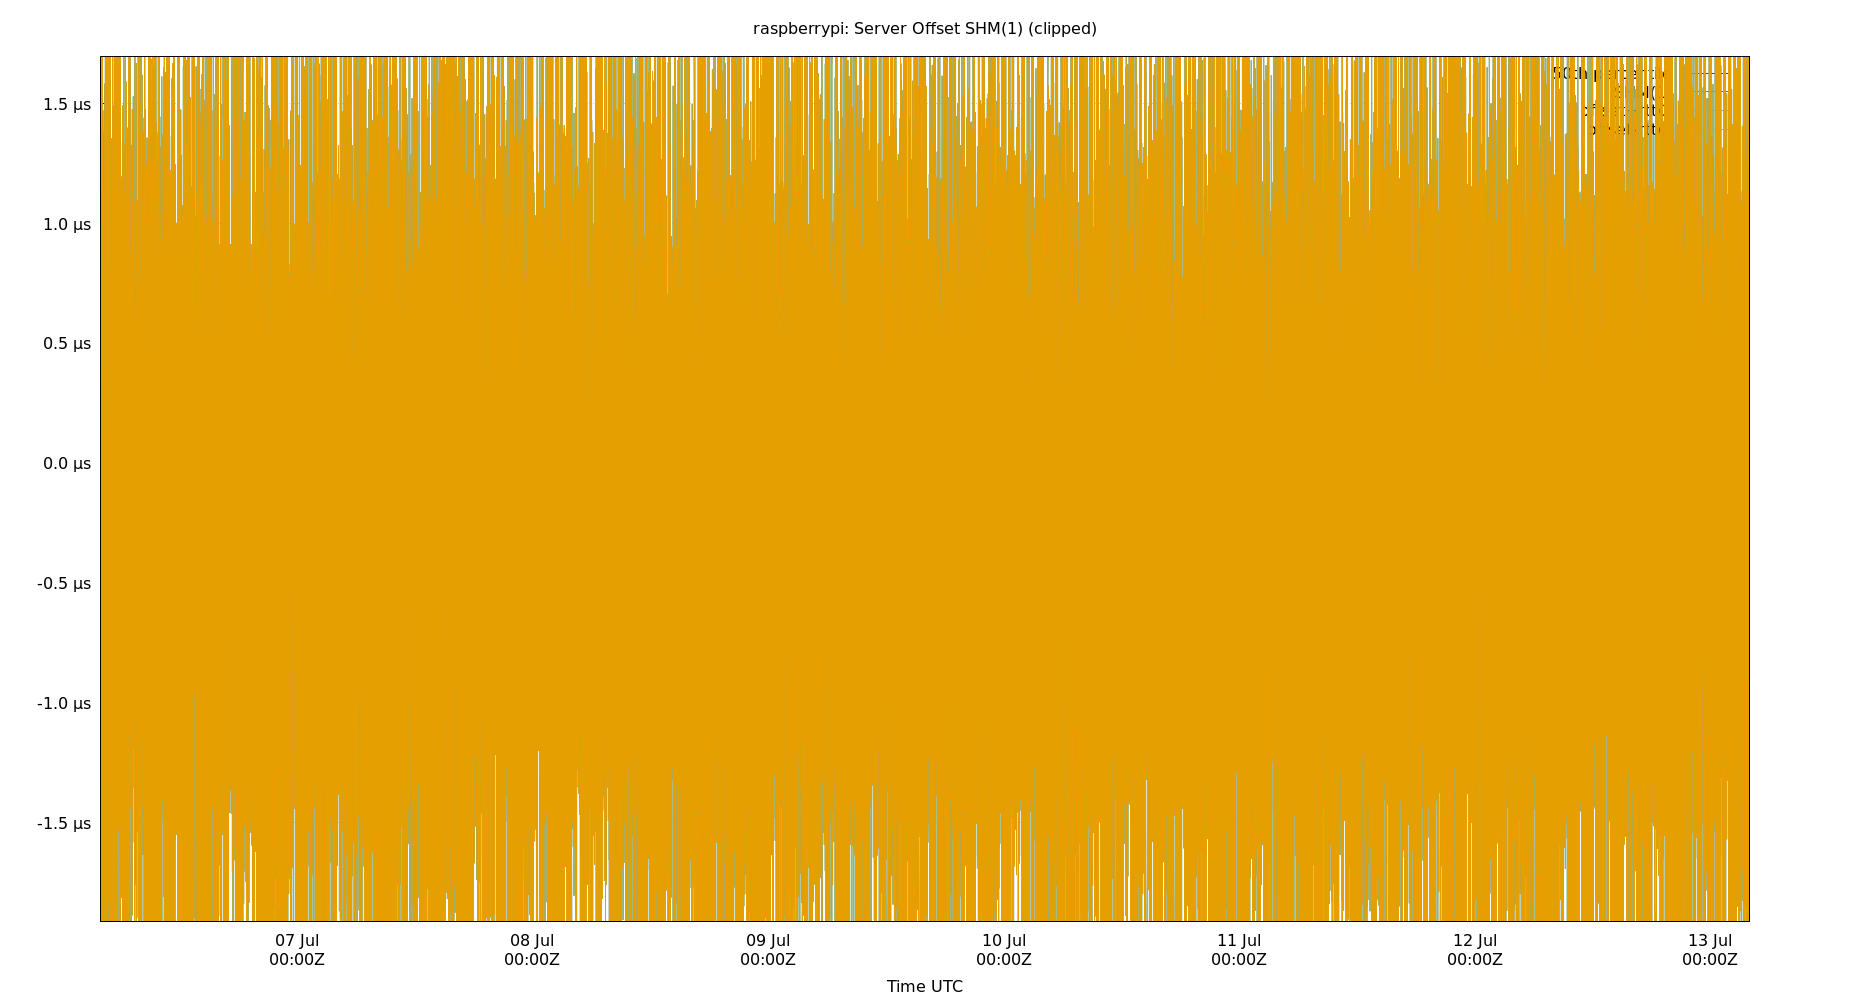 raspberrypi: Server Offset SHM(1) (clipped)
1.5 µs
1.0 µs
0.5 µs
0.0 µs
-0.5 µs
-1.0 µs
-1.5 µs
07 Jul 08 Jul 09 Jul 10 Jul 11 Jul 12 Jul 13 Jul
00:00Z 00:00Z 00:00Z 00:00Z 00:00Z 00:00Z 00:00Z
Time UTC